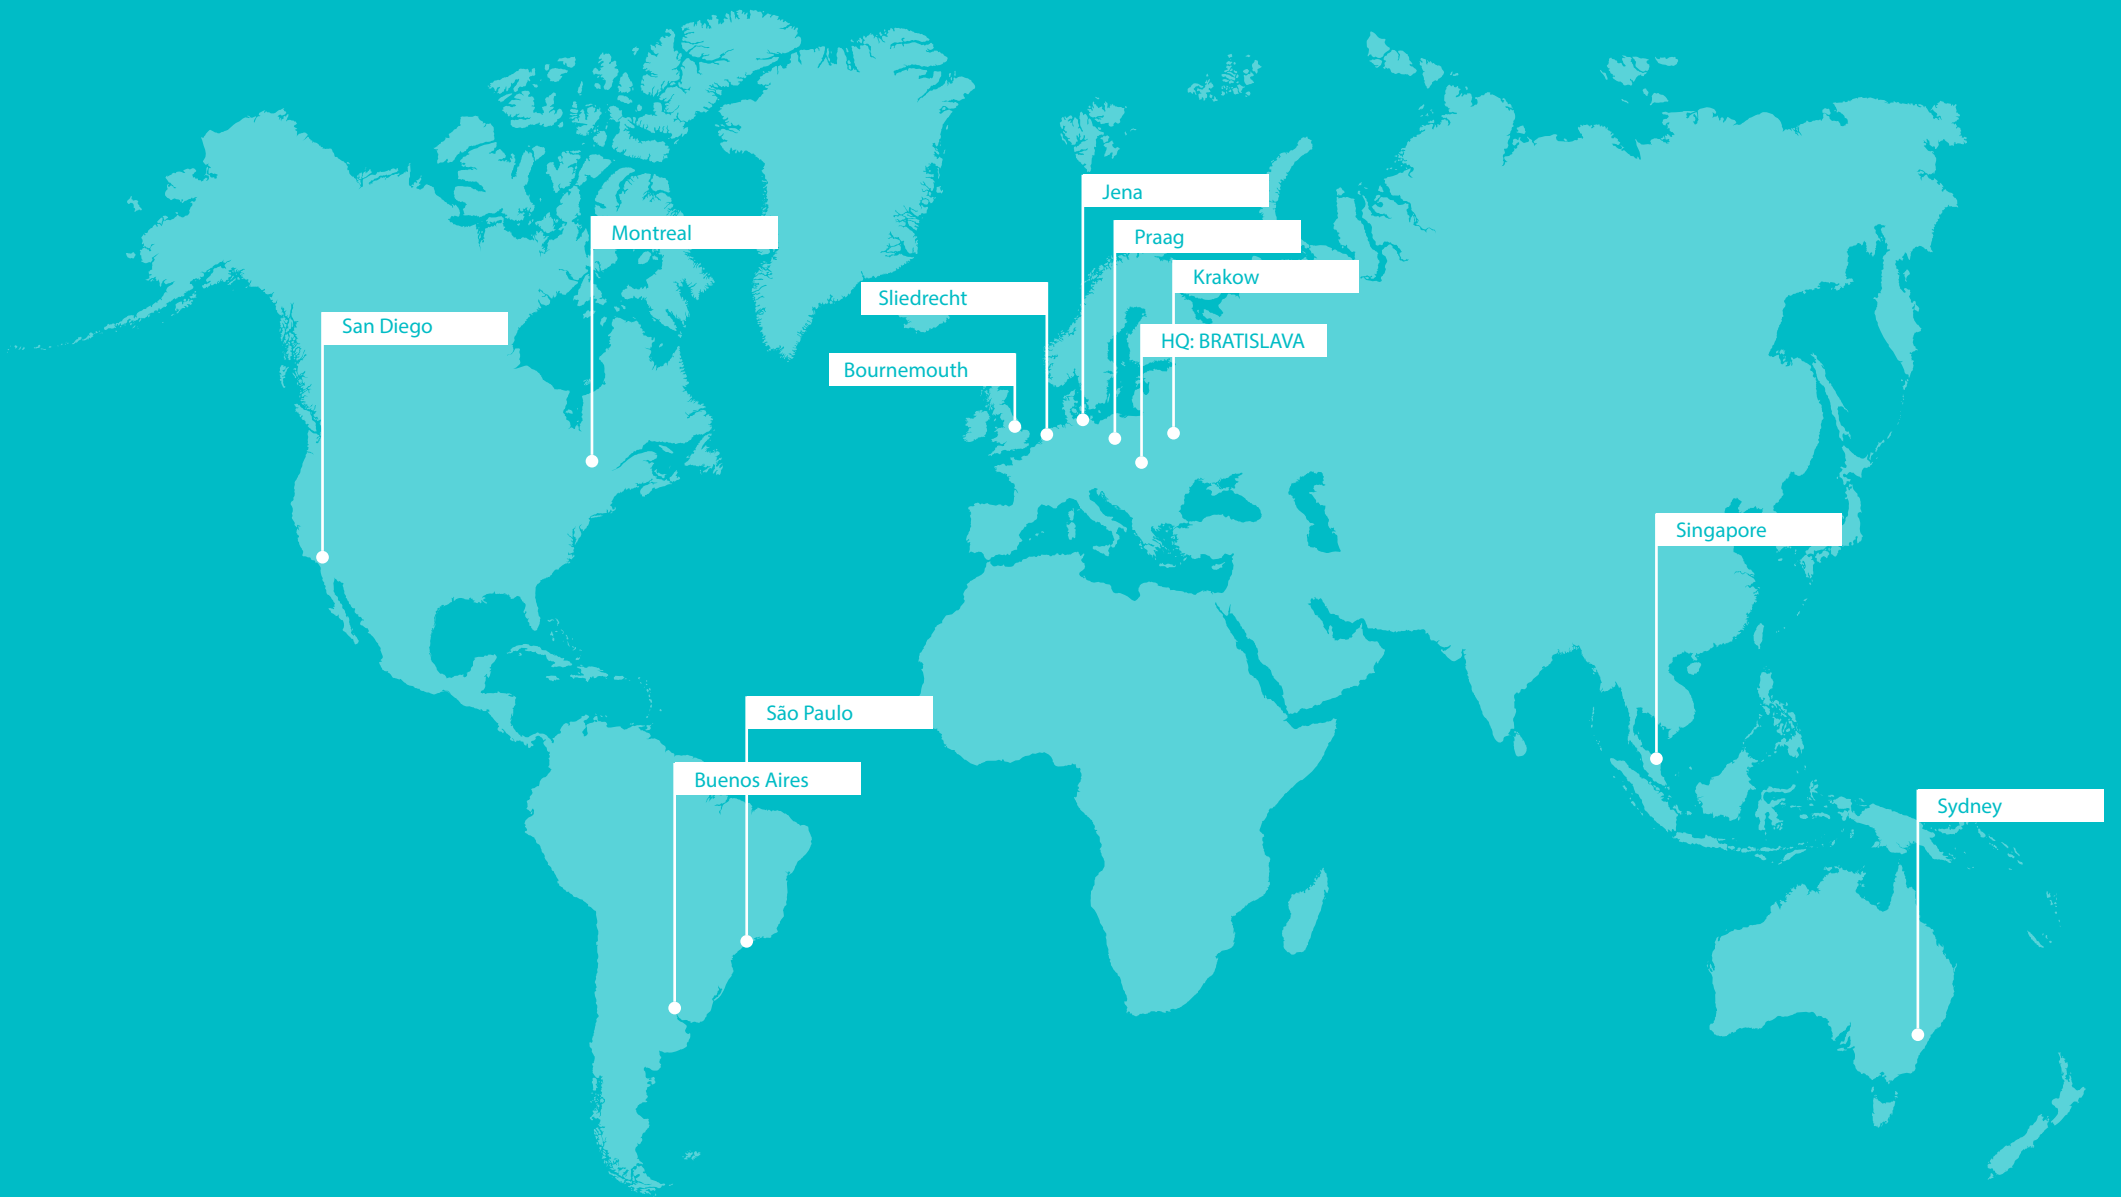 Jena
Montreal
Praag
Krakow
Sliedrecht
San Diego
HQ: BRATISLAVA
Bournemouth
Singapore
São Paulo
Buenos Aires
Sydney